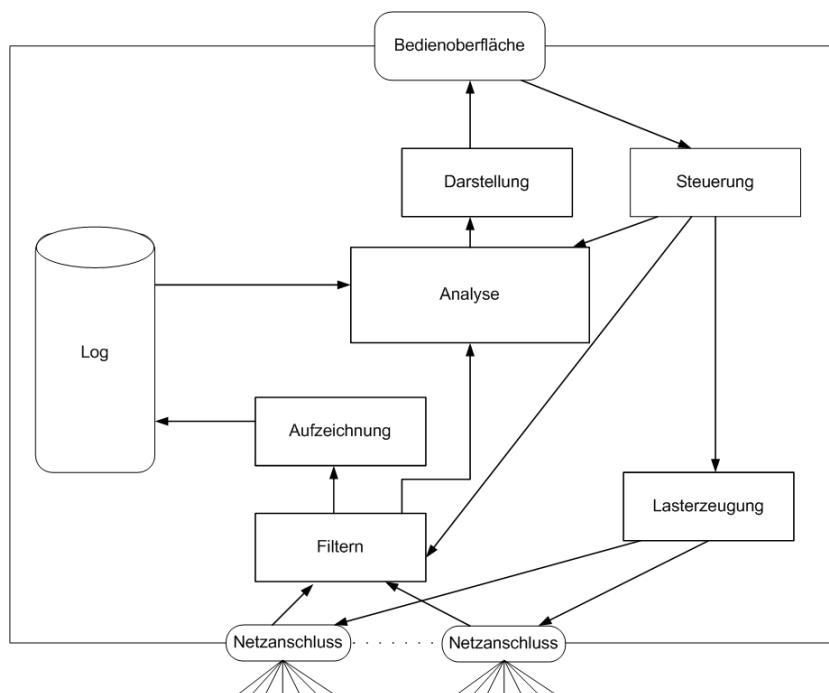 Bedienoberfläche
Darstellung
Steuerung
Analyse
Log
Aufzeichnung
Lasterzeugung
Filtern
Netzanschluss
Netzanschluss